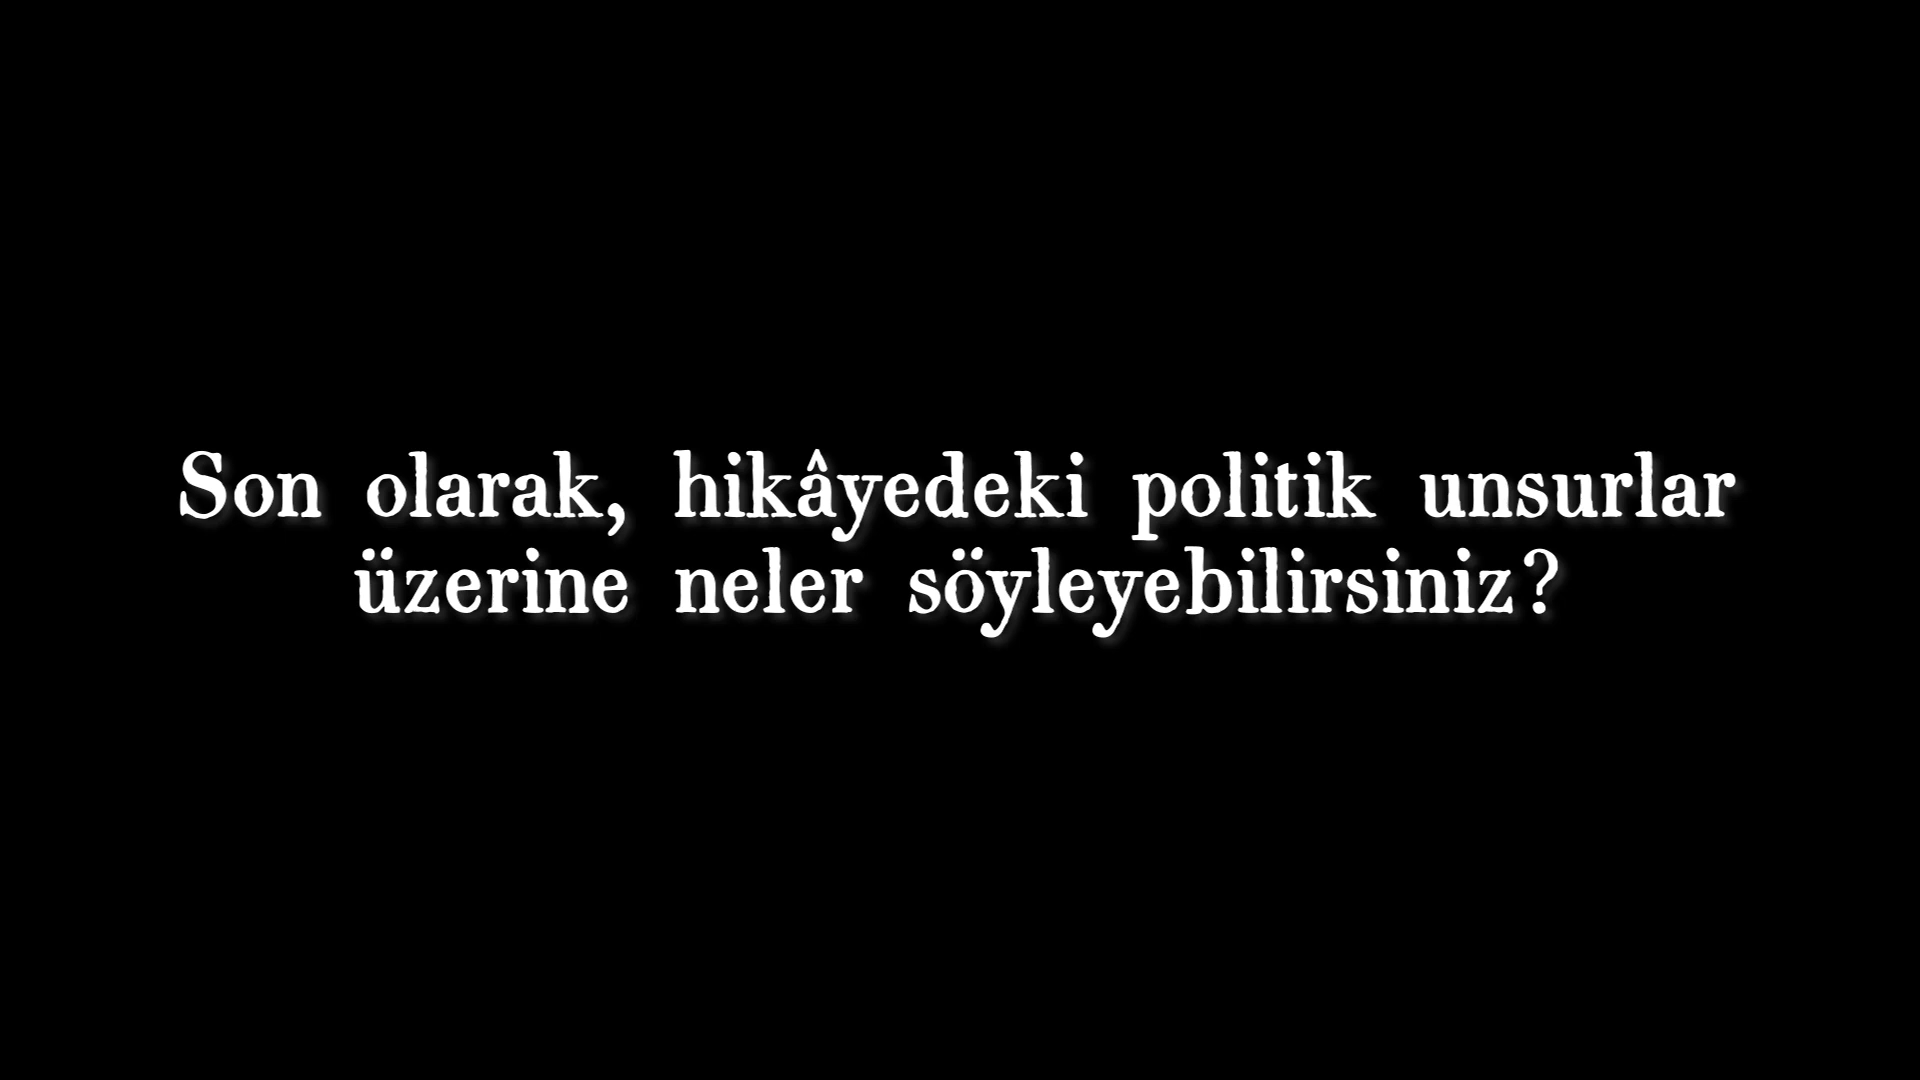 Son olarak, hikâyedeki politik unsurlar
üzerine neler söyleyebilirsiniz?